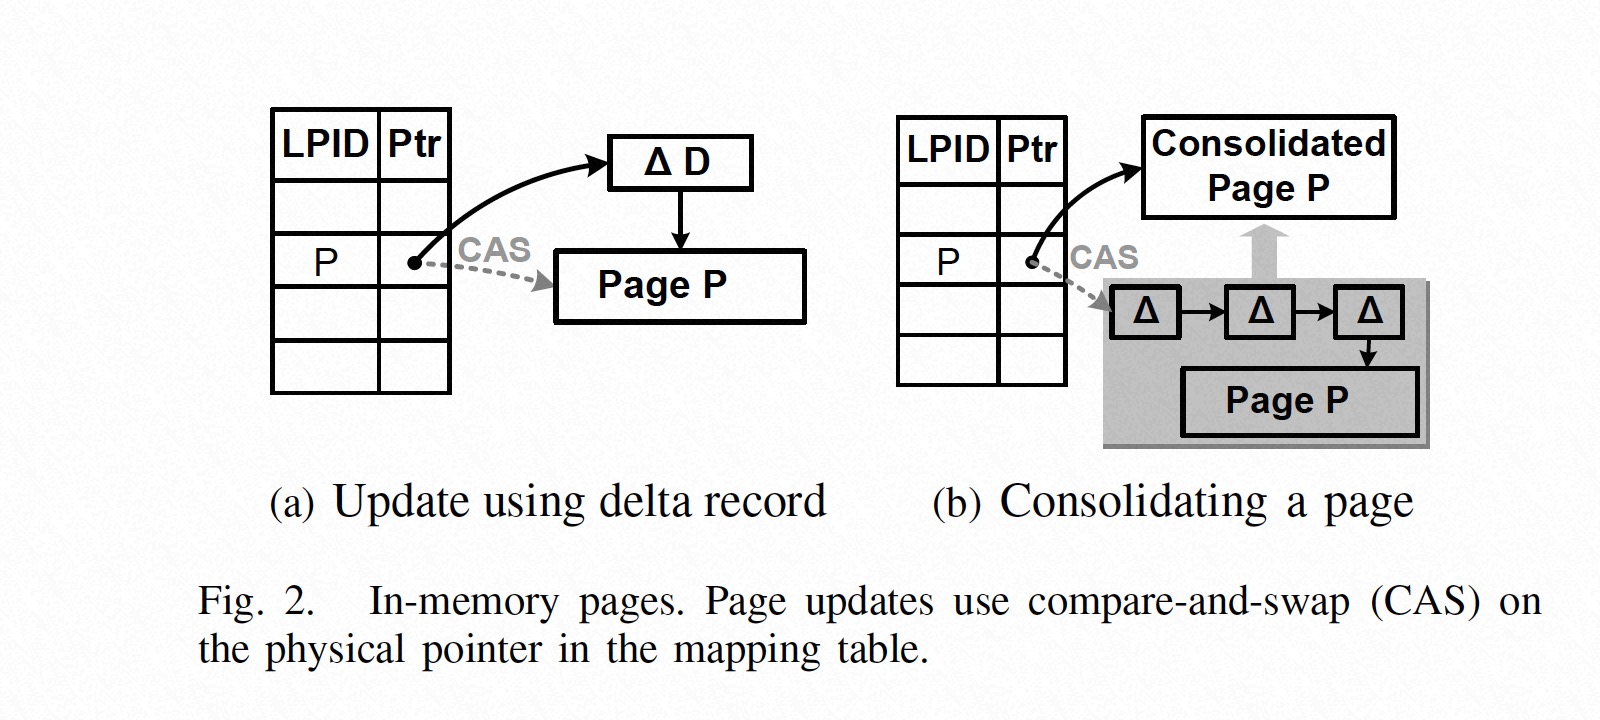 LPID Ptr
Δ D
P
CAS
Page P
(a) Update using delta record
LPID Ptr
Consolidated
Page P
P
CAS
Δ Δ Δ
Page P
(b) Consolidating a page
Fig. 2. In-memory pages. Page updates use compare-and-swap (CAS) on
the physical pointer in the mapping table.